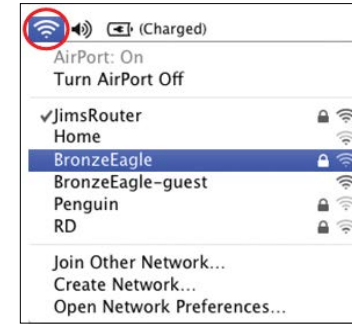 (Charged)
AirPort: On
Turn AirPort Off
✓JimsRouter
Home
BronzeEagle
BronzeEagle-guest
Penguin
RD
Join Other Network...
Create Network...
Open Network Preferences...